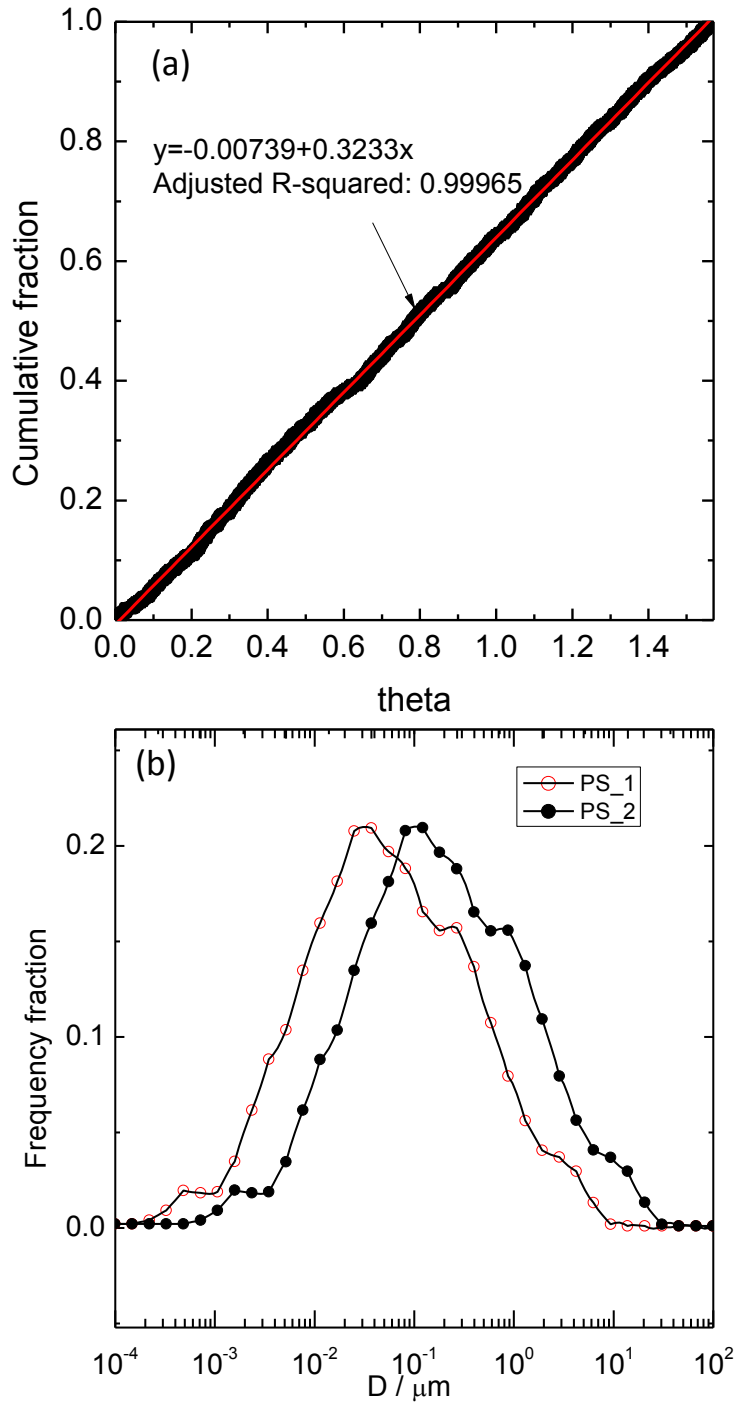 (a)
y=-0.00739+0.3233x
Adjusted R-squared: 0.99965
Cumulative fraction
1.0
0.8
0.6
0.4
0.2
0.0
0.0 0.2 0.4 0.6 0.8 1.0 1.2 1.4
theta
(b)
PS_1
PS_2
Frequency fraction
0.2
0.1
0.0
10⁻⁴ 10⁻³ 10⁻² 10⁻¹ 10⁰ 10¹ 10²
D / μm